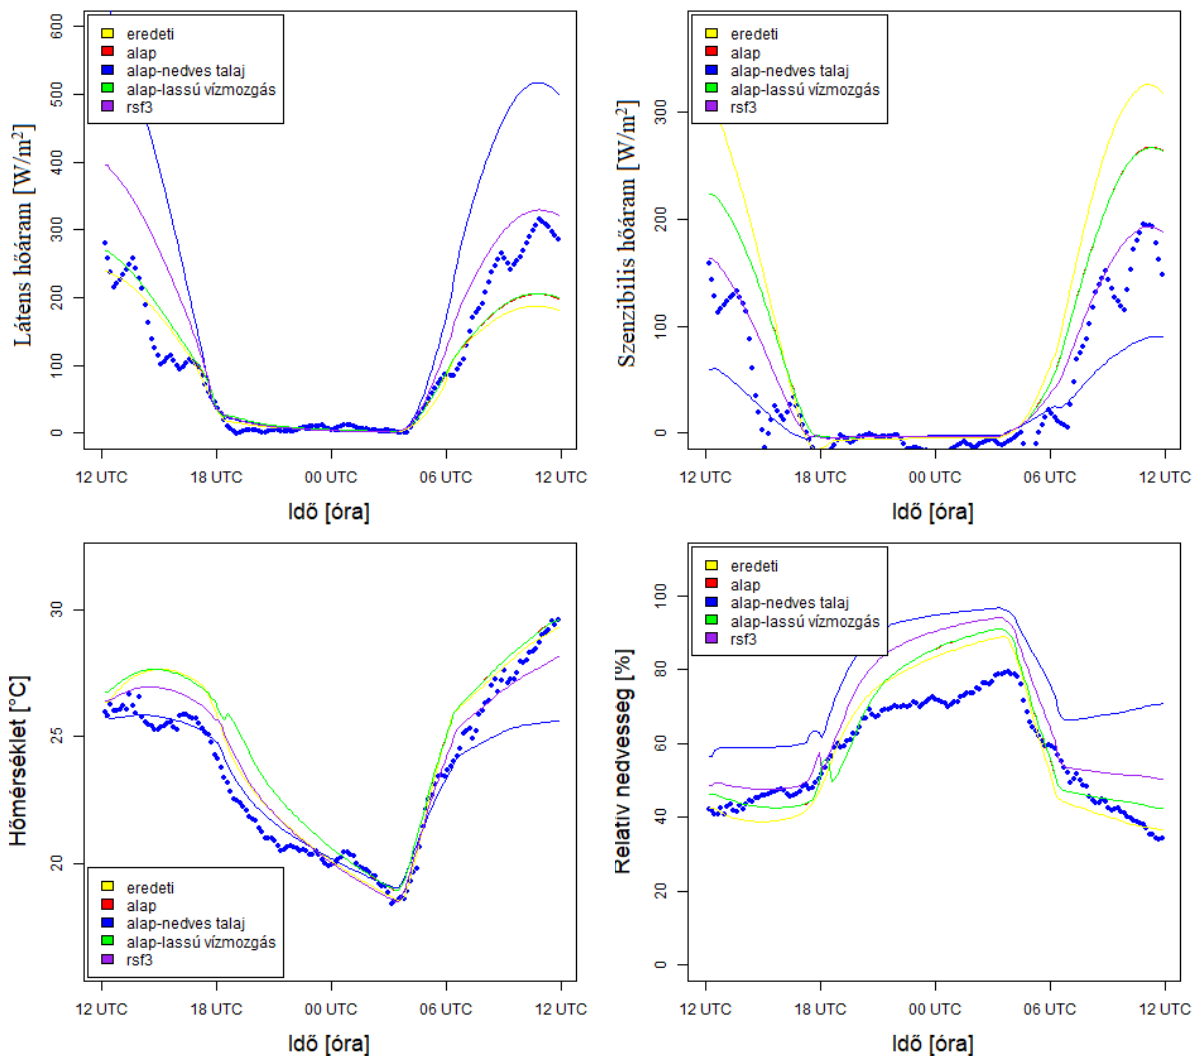 Látens hőáram [W/m²]
600
500
400
300
200
100
0
eredeti
alap
alap-nedves talaj
alap-lassú vízmozgás
rsf3
12 UTC
18 UTC
00 UTC
06 UTC
12 UTC
Idő [óra]
Szenzibilis hőáram [W/m²]
300
200
100
0
eredeti
alap
alap-nedves talaj
alap-lassú vízmozgás
rsf3
12 UTC
18 UTC
00 UTC
06 UTC
12 UTC
Idő [óra]
Hőmérséklet [°C]
30
25
20
eredeti
alap
alap-nedves talaj
alap-lassú vízmozgás
rsf3
12 UTC
18 UTC
00 UTC
06 UTC
12 UTC
Idő [óra]
Relatív nedvesseg [%]
100
80
60
40
20
0
eredeti
alap
alap-nedves talaj
alap-lassú vízmozgás
rsf3
12 UTC
18 UTC
00 UTC
06 UTC
12 UTC
Idő [óra]